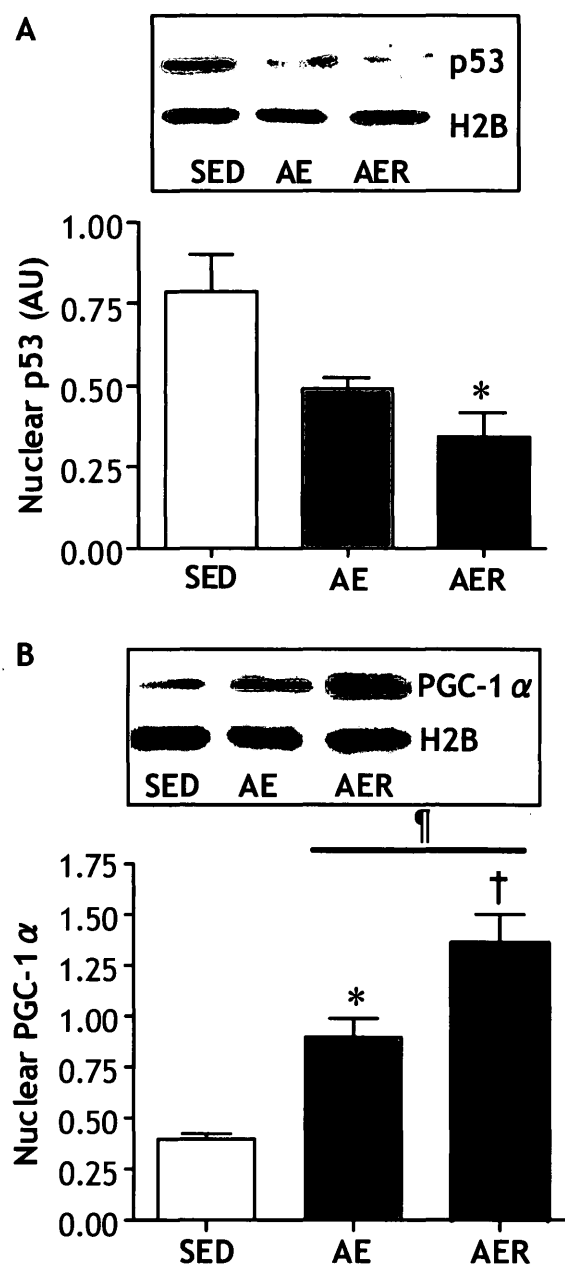 A
p53
H2B
SED AE AER
Nuclear p53 (AU)
1.00
0.75
0.50
0.25
0.00
*
SED AE AER
B
PGC-1 α
H2B
SED AE AER
¶
Nuclear PGC-1 α
1.75
1.50
1.25
1.00
0.75
0.50
0.25
0.00
†
*
SED AE AER